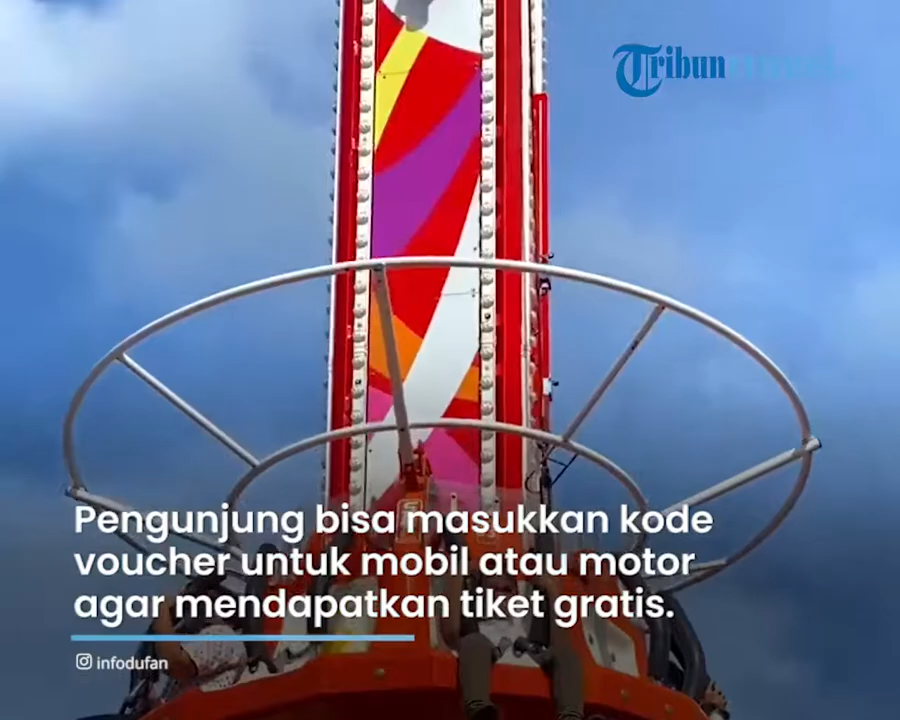 Tribun
Pengunjung bisa masukkan kode
voucher untuk mobil atau motor
agar mendapatkan tiket gratis.
infodufan